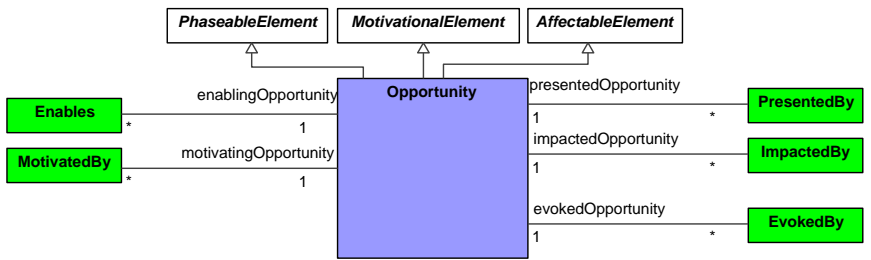 PhaseableElement MotivationalElement AffectableElement
enablingOpportunity Opportunity presentedOpportunity
Enables PresentedBy
* 1 1 *
motivatingOpportunity impactedOpportunity
MotivatedBy ImpactedBy
* 1 1 *
evokedOpportunity
EvokedBy
1 *